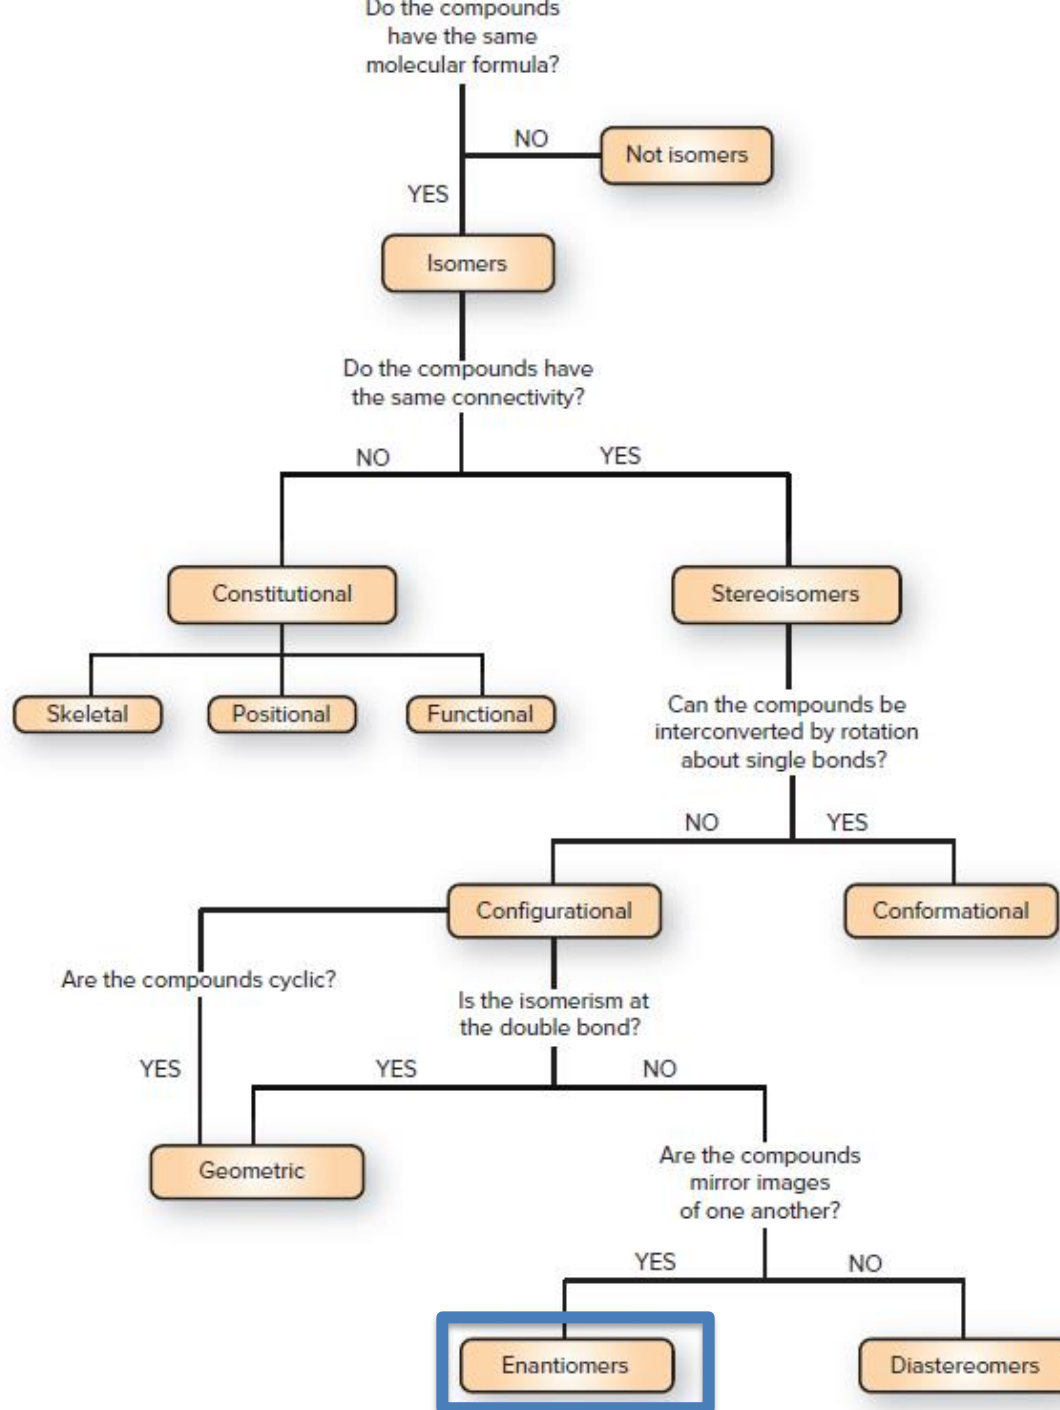 Do the compounds
have the same
molecular formula?
NO
Not isomers
YES
Isomers
Do the compounds have
the same connectivity?
NO
YES
Constitutional
Stereoisomers
Skeletal
Positional
Functional
Can the compounds be
interconverted by rotation
about single bonds?
NO
YES
Configurational
Conformational
Are the compounds cyclic?
Is the isomerism at
the double bond?
YES
YES
NO
Geometric
Are the compounds
mirror images
of one another?
YES
NO
Enantiomers
Diastereomers